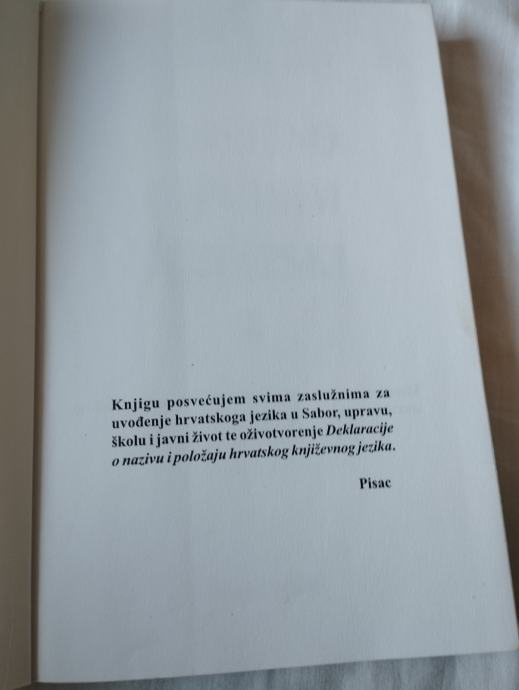 Knjigu posvećujem svima zaslužnima za
uvođenje hrvatskoga jezika u Sabor, upravu,
školu i javni život te oživotvorenje Deklaracije
o nazivu i položaju hrvatskog književnog jezika.
Pisac